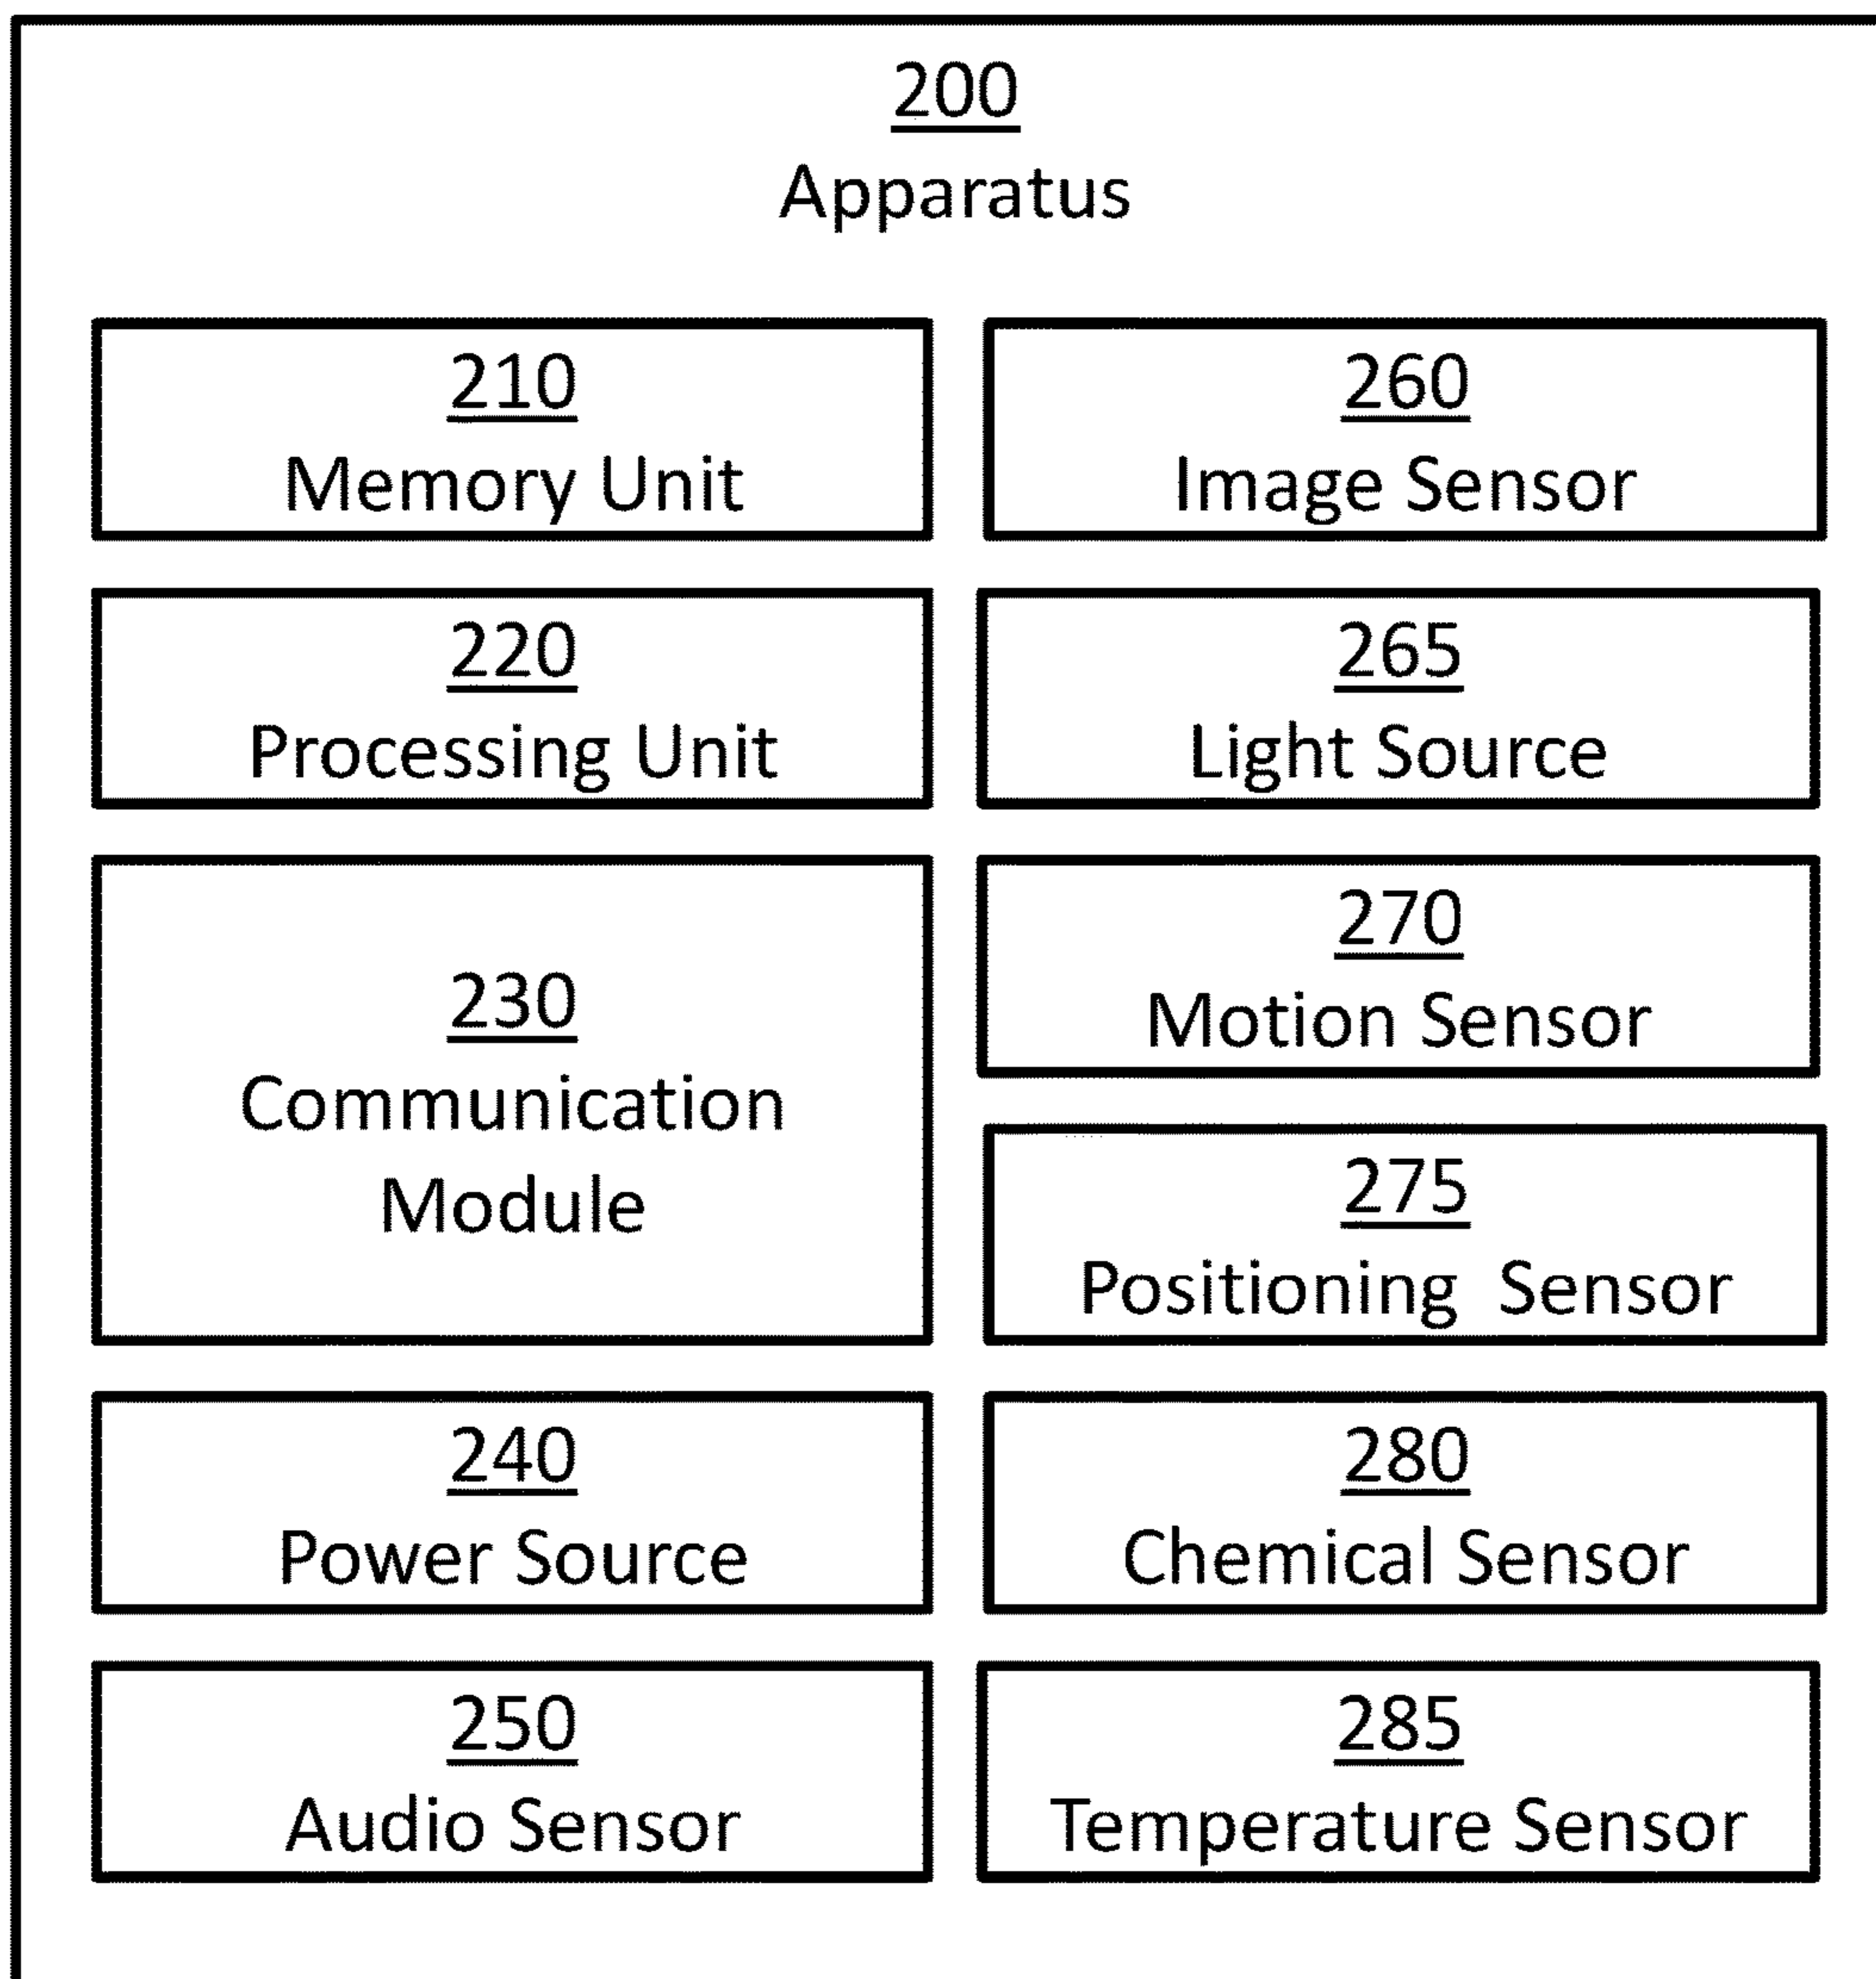 200
Apparatus
210
Memory Unit
220
Processing Unit
230
Communication
Module
240
Power Source
250
Audio Sensor
260
Image Sensor
265
Light Source
270
Motion Sensor
275
Positioning Sensor
280
Chemical Sensor
285
Temperature Sensor